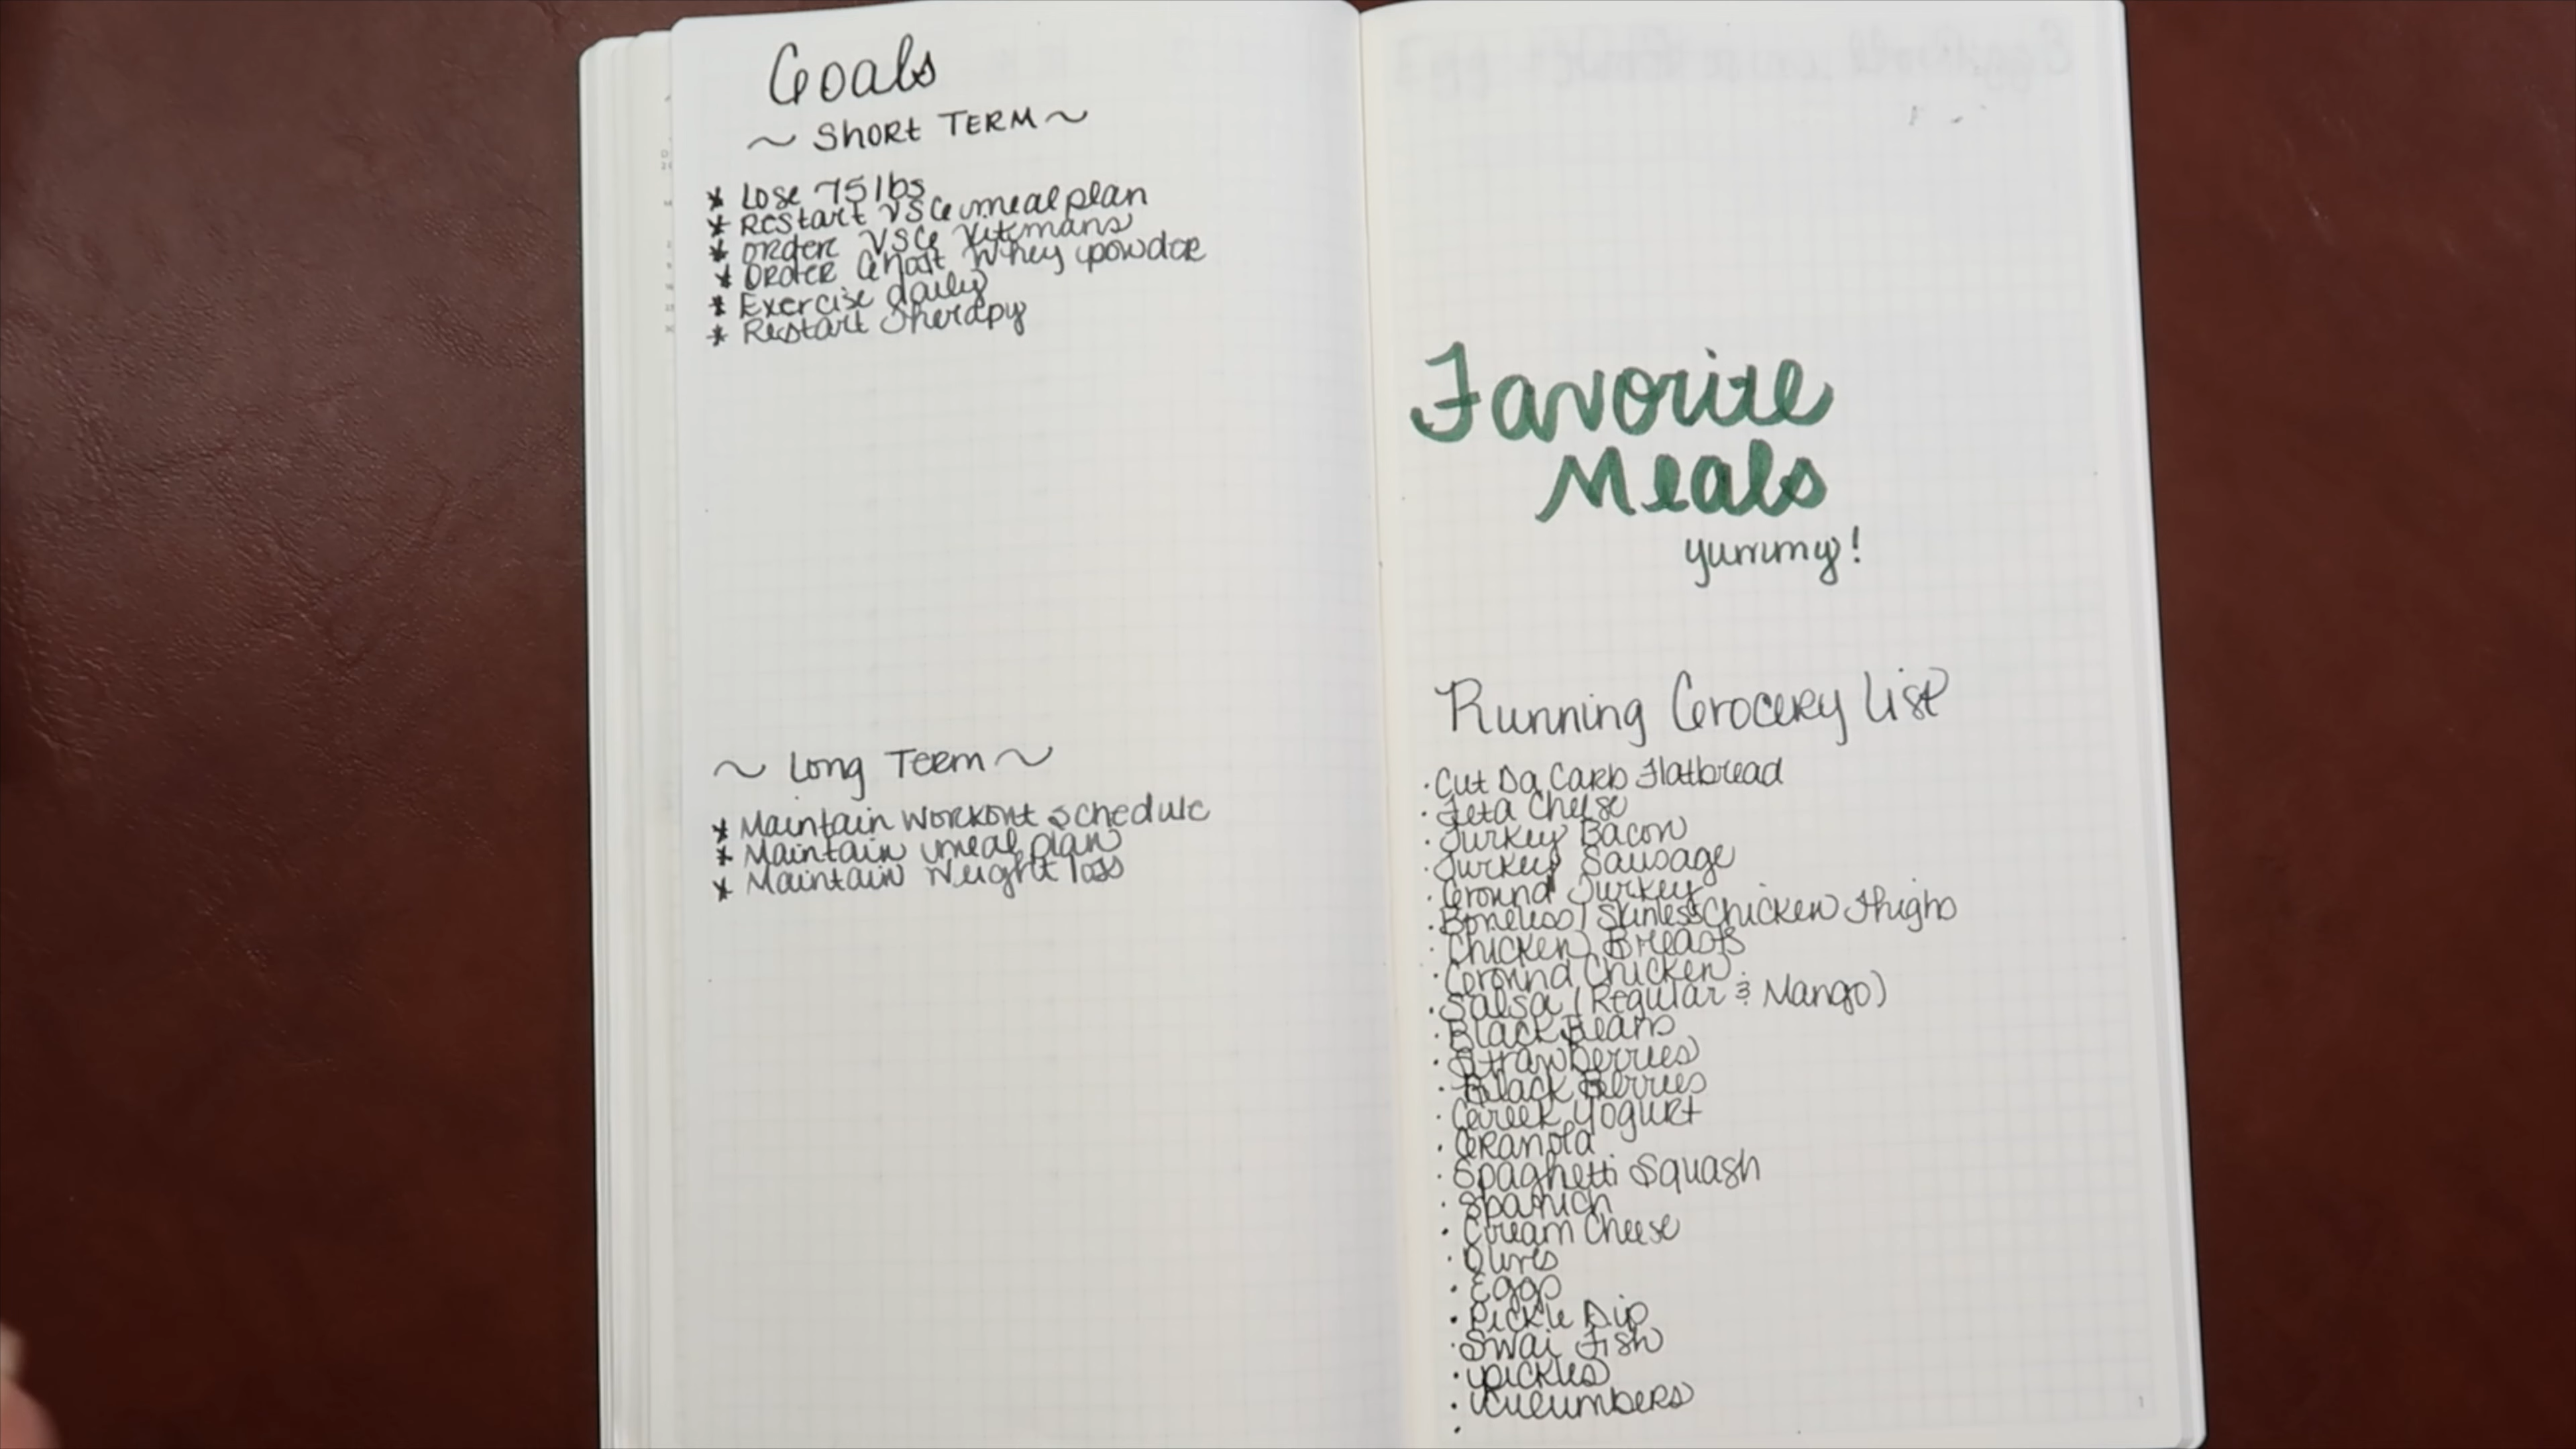 Goals
~ Short Term ~
* Lose 75 lbs
* Restart VSG meal plan
* Order VSG Vitimans
* Order Ghost Whey powder
* Exercise daily
* Restart Therapy
~ Long Term ~
* Maintain workout schedule
* Maintain meal plan
* Maintain weight loss
Favorite
Meals
yummy!
Running Grocery List
· Cut Da Carb Flatbread
· Feta Cheese
· Turkey Bacon
· Turkey Sausage
· Ground Turkey
· Boneless/Skinless Chicken Thighs
· Chicken Breasts
· Ground Chicken
· Salsa (Regular & Mango)
· Black Beans
· Strawberries
· Black Berries
· Greek Yogurt
· Granola
· Spaghetti Squash
· Spanich
· Cream Cheese
· Olives
· Eggs
· Pickle Dip
· Swai Fish
· pickles
· Cucumbers
·